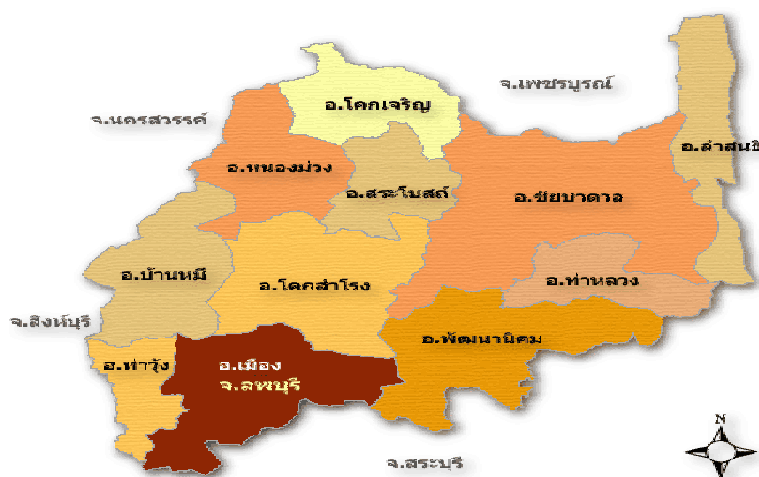 อ.โคกเจริญ
จ.เพชรบูรณ์
จ.นครสวรรค์
อ.หนองม่วง
อ.สระโบสถ์
อ.ลำสนธิ
อ.ชัยบาดาล
อ.บ้านหมี่
อ.โคกสำโรง
อ.ท่าหลวง
จ.สิงห์บุรี
อ.พัฒนานิคม
อ.ท่าวุ้ง
อ.เมือง
จ.ลพบุรี
จ.สระบุรี
N